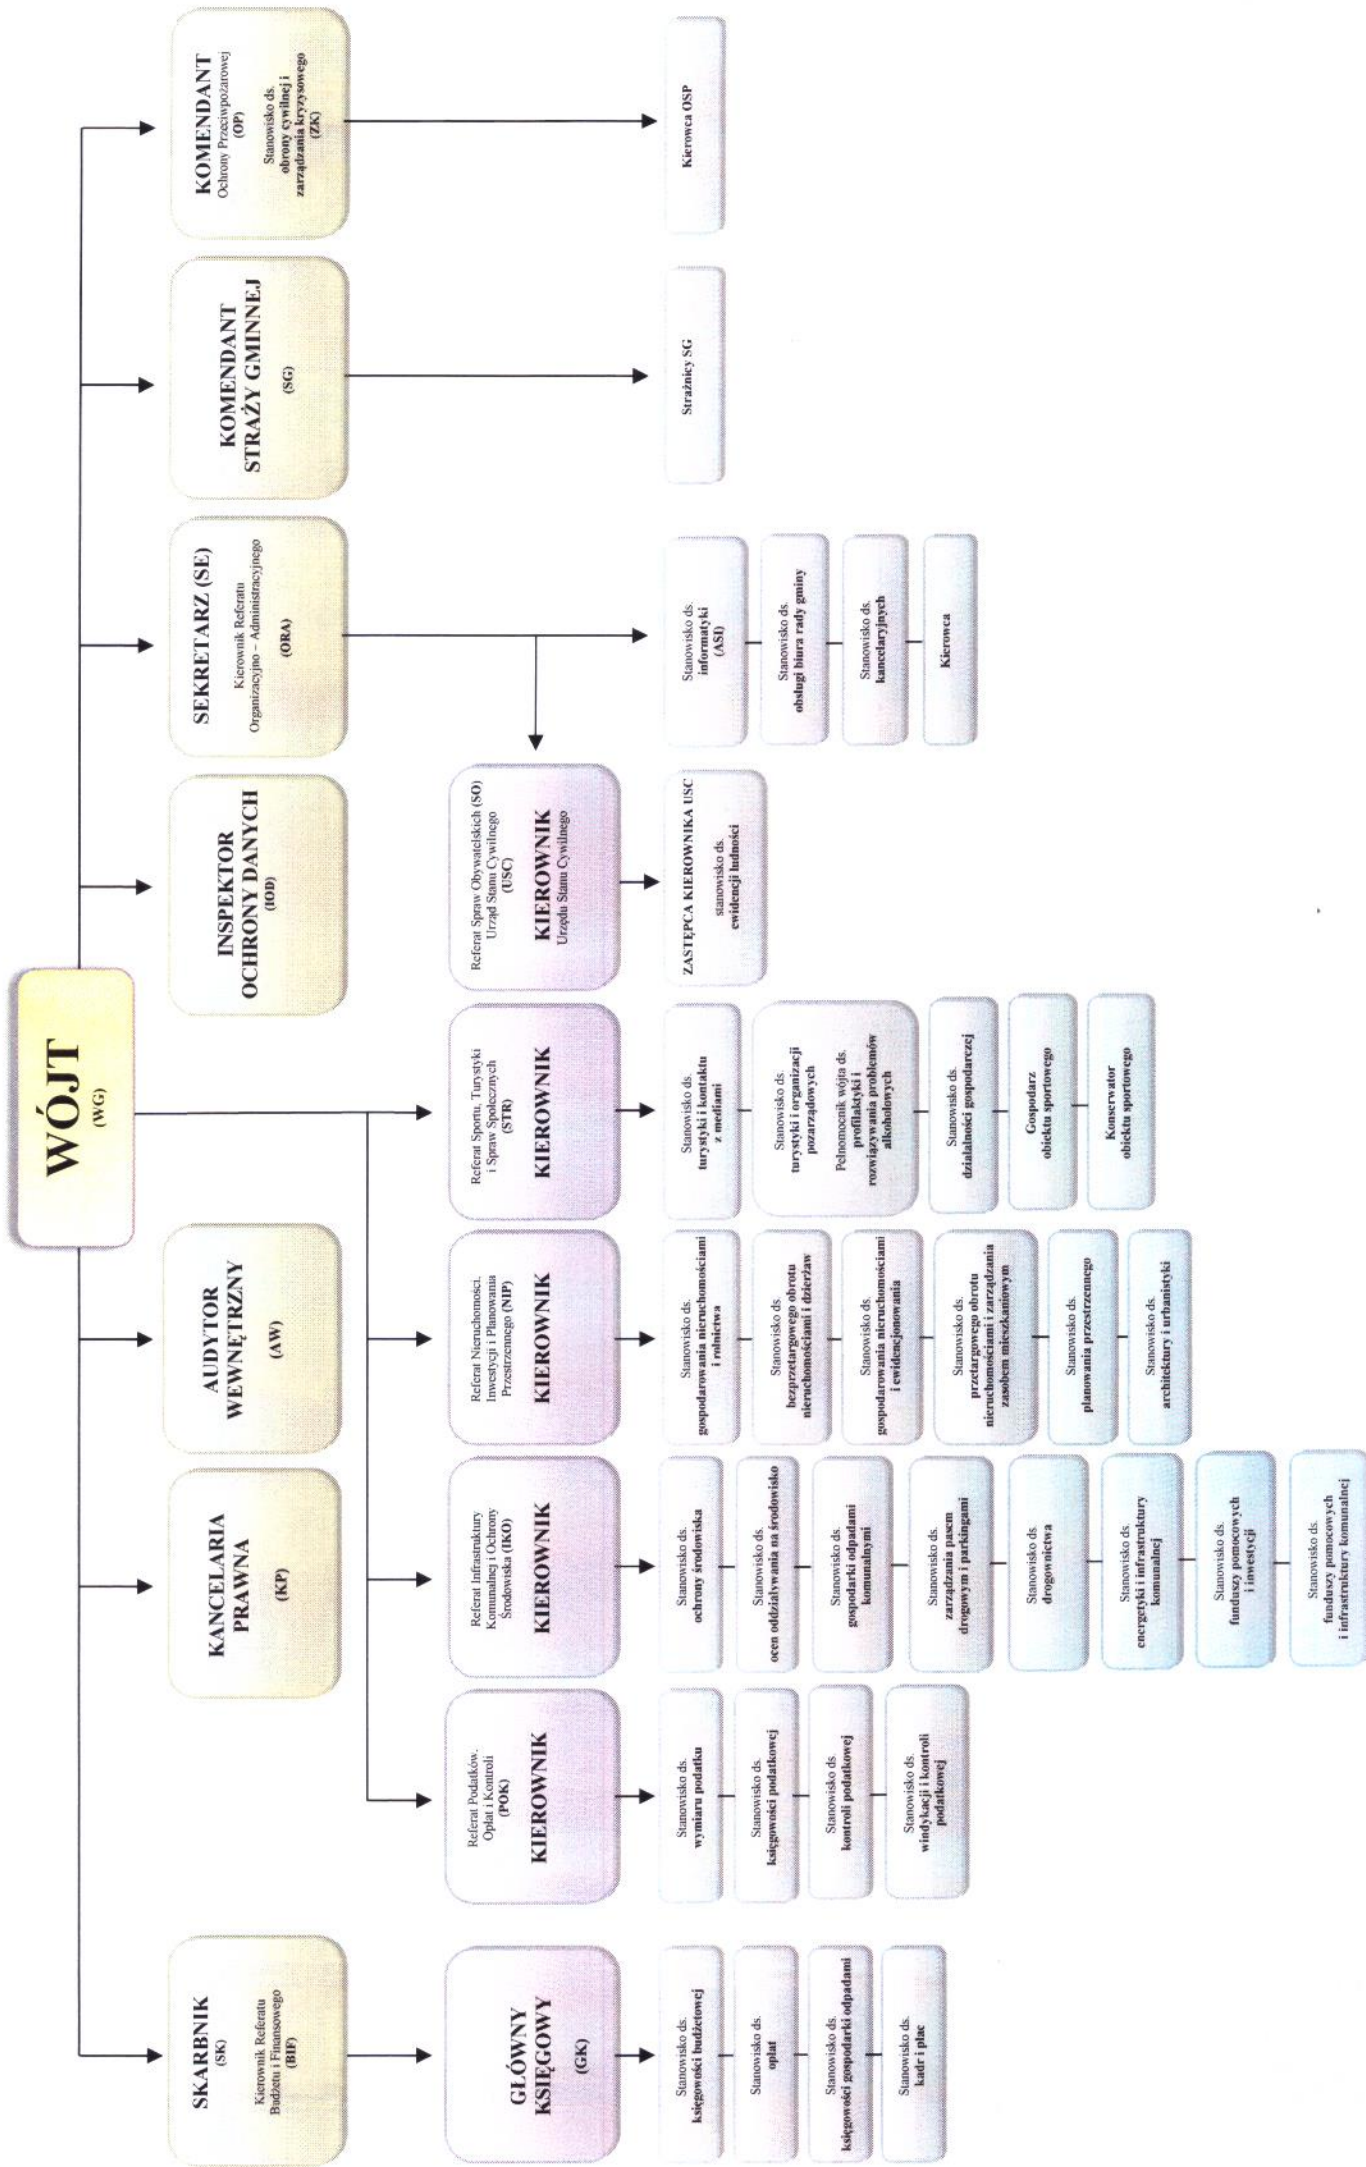 WÓJT
(WG)
SKARBNIK
(SK)
Kierownik Referatu
Budżetu i Finansowego
(BIF)
KANCELARIA
PRAWNA
(KP)
AUDYTOR
WEWNĘTRZNY
(AW)
INSPEKTOR
OCHRONY DANYCH
(IOD)
SEKRETARZ (SE)
Kierownik Referatu
Organizacyjno – Administracyjnego
(ORA)
KOMENDANT
STRAŻY GMINNEJ
(SG)
KOMENDANT
Ochrony Przeciwpożarowej
(OP)
Stanowisko ds.
obrony cywilnej i
zarządzania kryzysowego
(ZK)
GŁÓWNY
KSIĘGOWY
(GK)
Referat Podatków,
Opłat i Kontroli
(POK)
KIEROWNIK
Referat Infrastruktury
Komunalnej i Ochrony
Środowiska (IKO)
KIEROWNIK
Referat Nieruchomości,
Inwestycji i Planowania
Przestrzennego (NIP)
KIEROWNIK
Referat Sportu, Turystyki
i Spraw Społecznych
(STR)
KIEROWNIK
Referat Spraw Obywatelskich (SO)
Urząd Stanu Cywilnego
(USC)
KIEROWNIK
Urzędu Stanu Cywilnego
Stanowisko ds.
księgowości budżetowej
Stanowisko ds.
opłat
Stanowisko ds.
księgowości gospodarki odpadami
Stanowisko ds.
kadr i płac
Stanowisko ds.
wymiaru podatku
Stanowisko ds.
księgowości podatkowej
Stanowisko ds.
kontroli podatkowej
Stanowisko ds.
windykacji i kontroli
podatkowej
Stanowisko ds.
ochrony środowiska
Stanowisko ds.
ocen oddziaływania na środowisko
Stanowisko ds.
gospodarki odpadami
komunalnymi
Stanowisko ds.
zarządzania pasem
drogowym i parkingami
Stanowisko ds.
drogownictwa
Stanowisko ds.
energetyki i infrastruktury
komunalnej
Stanowisko ds.
funduszy pomocowych
i inwestycji
Stanowisko ds.
funduszy pomocowych
i infrastruktury komunalnej
Stanowisko ds.
gospodarowania nieruchomościami
i rolnictwa
Stanowisko ds.
bezprzetargowego obrotu
nieruchomościami i dzierżaw
Stanowisko ds.
gospodarowania nieruchomościami
i ewidencjonowania
Stanowisko ds.
przetargowego obrotu
nieruchomościami i zarządzania
zasobem mieszkaniowym
Stanowisko ds.
planowania przestrzennego
Stanowisko ds.
architektury i urbanistyki
Stanowisko ds.
turystyki i kontaktu
z mediami
Stanowisko ds.
turystyki i organizacji
pozarządowych
Pełnomocnik wójta ds.
profilaktyki i
rozwiązywania problemów
alkoholowych
Stanowisko ds.
działalności gospodarczej
Gospodarz
obiektu sportowego
Konserwator
obiektu sportowego
ZASTĘPCA KIEROWNIKA USC
stanowisko ds.
ewidencji ludności
Stanowisko ds.
informatyki
(ASI)
Stanowisko ds.
obsługi biura rady gminy
Stanowisko ds.
kancelaryjnych
Kierowca
Strażnicy SG
Kierowca OSP